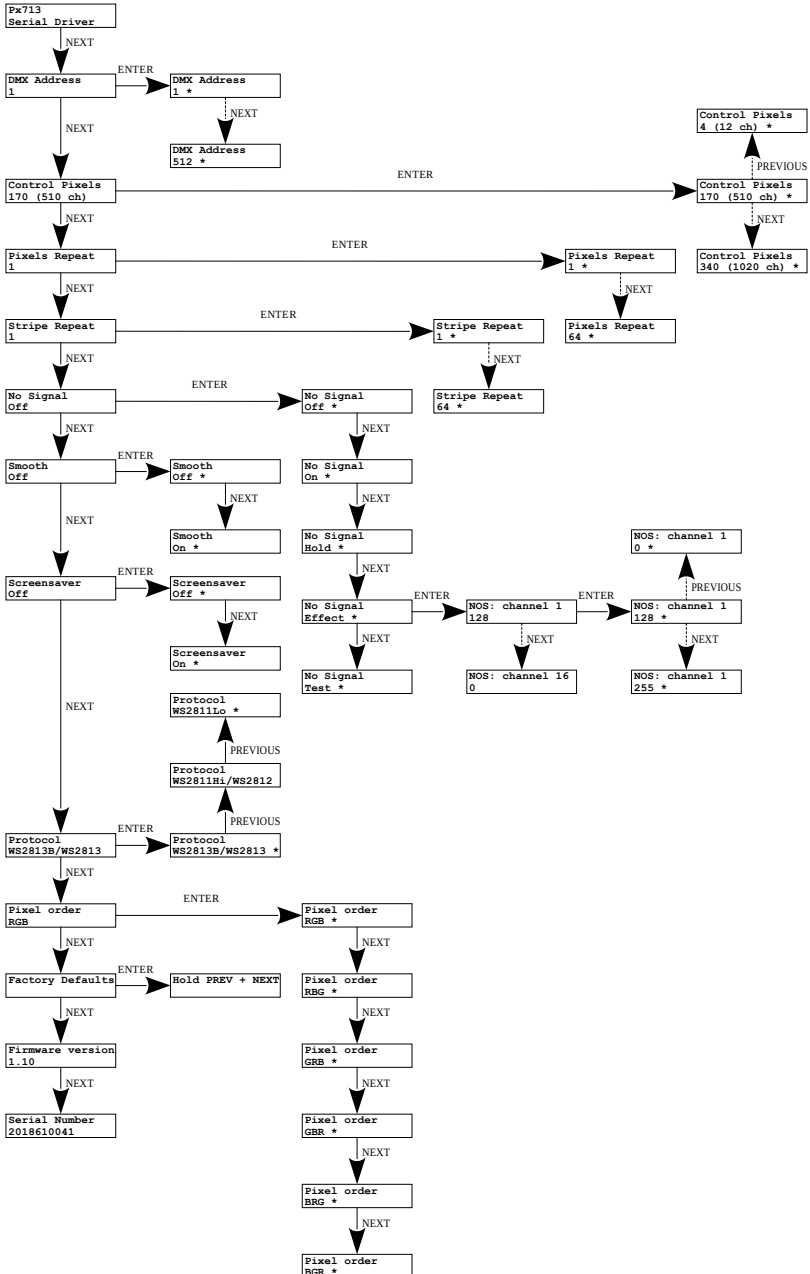 Px713
Serial Driver
NEXT
DMX Address
1
ENTER
DMX Address
1 *
NEXT
DMX Address
512 *
NEXT
Control Pixels
170 (510 ch)
ENTER
Control Pixels
4 (12 ch) *
PREVIOUS
Control Pixels
170 (510 ch) *
NEXT
Control Pixels
340 (1020 ch) *
NEXT
Pixels Repeat
1
ENTER
Pixels Repeat
1 *
NEXT
Pixels Repeat
64 *
NEXT
Stripe Repeat
1
ENTER
Stripe Repeat
1 *
NEXT
Stripe Repeat
64 *
NEXT
No Signal
Off
ENTER
No Signal
Off *
NEXT
No Signal
On *
NEXT
No Signal
Hold *
NEXT
No Signal
Effect *
NEXT
No Signal
Test *
ENTER
NOS: channel 1
128
NEXT
NOS: channel 16
0
ENTER
NOS: channel 1
0 *
PREVIOUS
NOS: channel 1
128 *
NEXT
NOS: channel 1
255 *
NEXT
Smooth
Off
ENTER
Smooth
Off *
NEXT
Smooth
On *
NEXT
Screensaver
Off
ENTER
Screensaver
Off *
NEXT
Screensaver
On *
NEXT
Protocol
WS2811Lo *
PREVIOUS
Protocol
WS2811Hi/WS2812
PREVIOUS
Protocol
WS2813B/WS2813
ENTER
Protocol
WS2813B/WS2813 *
NEXT
Pixel order
RGB
ENTER
Pixel order
RGB *
NEXT
Pixel order
RBG *
NEXT
Pixel order
GRB *
NEXT
Pixel order
GBR *
NEXT
Pixel order
BRG *
NEXT
Pixel order
BGR *
NEXT
Factory Defaults
ENTER
Hold PREV + NEXT
NEXT
Firmware version
1.10
NEXT
Serial Number
2018610041